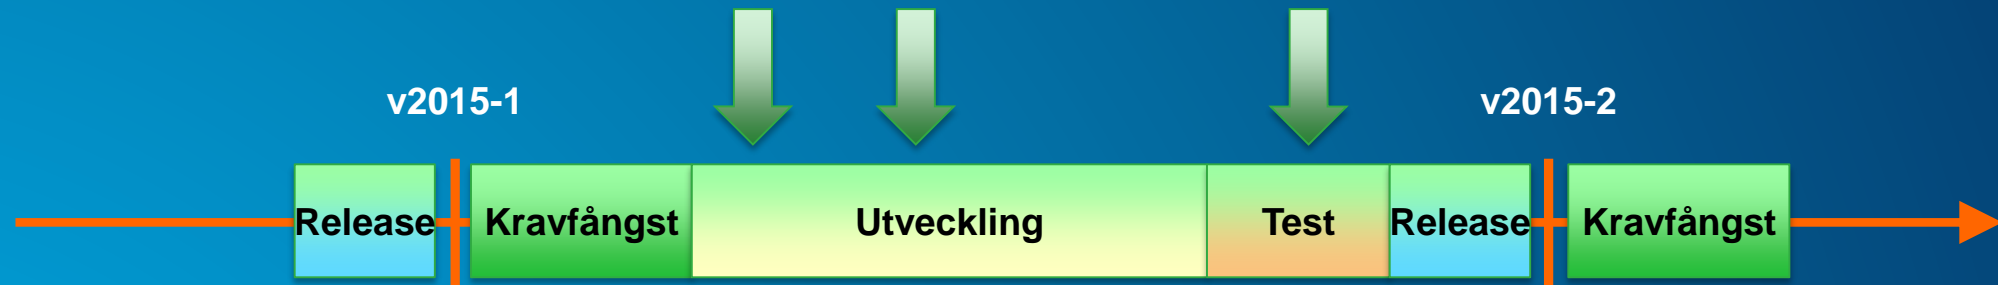 v2015-1
v2015-2
Release
Kravfångst
Utveckling
Test
Release
Kravfångst